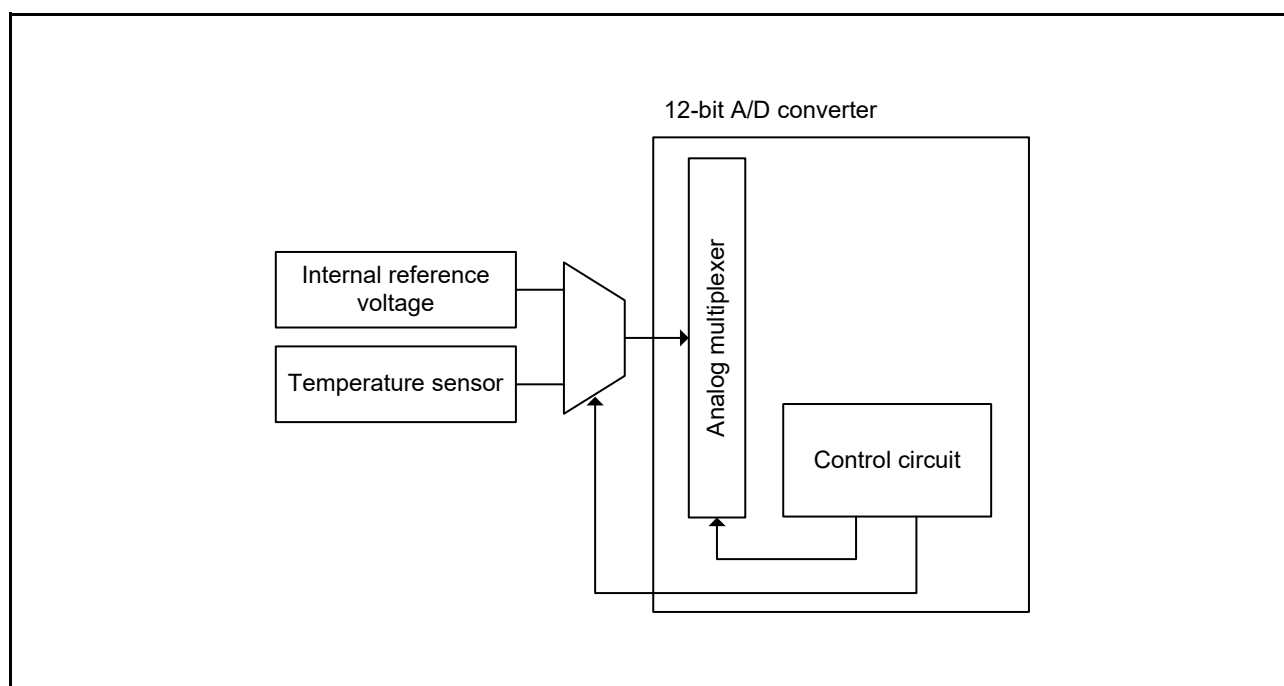 12-bit A/D converter
Internal reference
voltage
Temperature sensor
Analog multiplexer
Control circuit